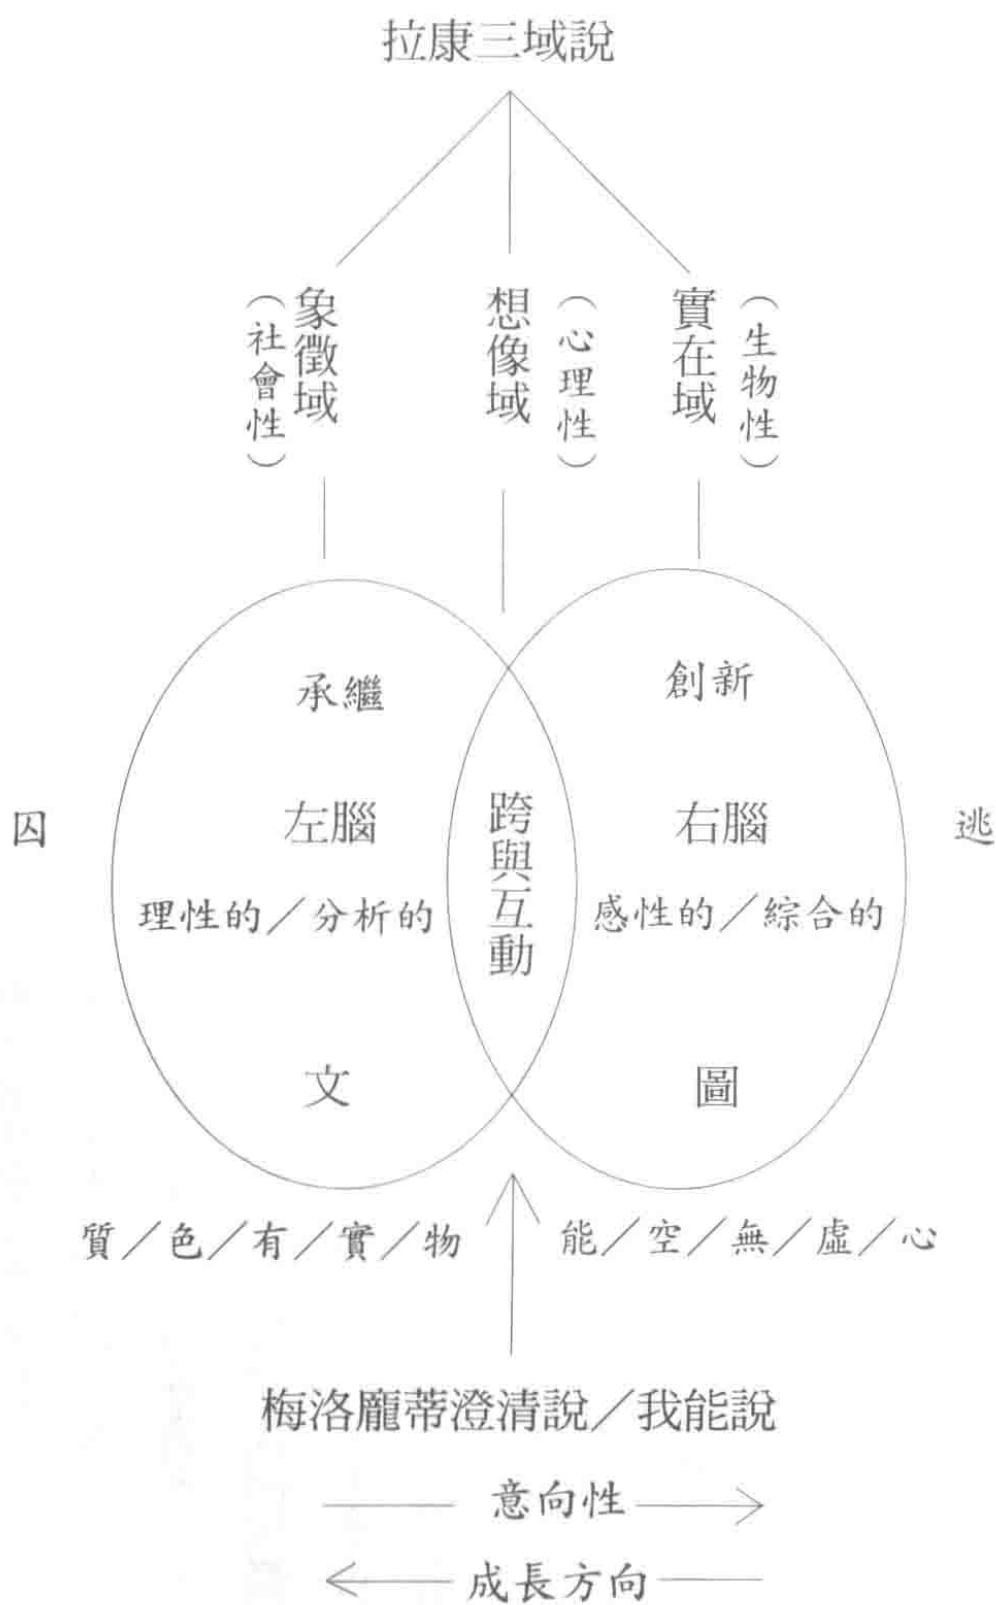 拉康三域說
象徵域
（社會性）
想像域
（心理性）
實在域
（生物性）
承繼
創新
囚
左腦
跨與互動
右腦
逃
理性的／分析的
感性的／綜合的
文
圖
質／色／有／實／物
能／空／無／虛／心
梅洛龐蒂澄清說／我能說
意向性
成長方向